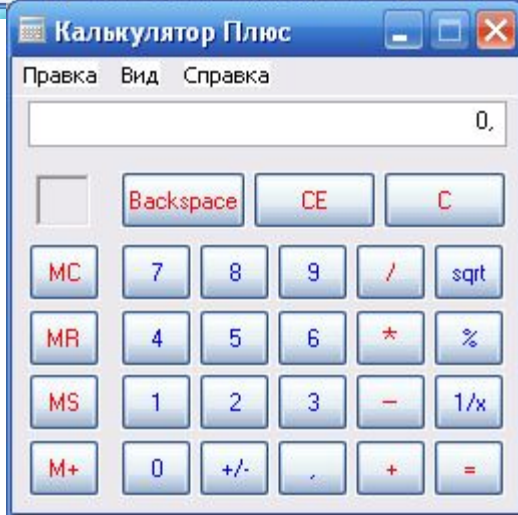 Калькулятор Плюс
Правка Вид Справка
0,
Backspace CE C
MC 7 8 9 / sqrt
MR 4 5 6 * %
MS 1 2 3 - 1/x
M+ 0 +/- , + =